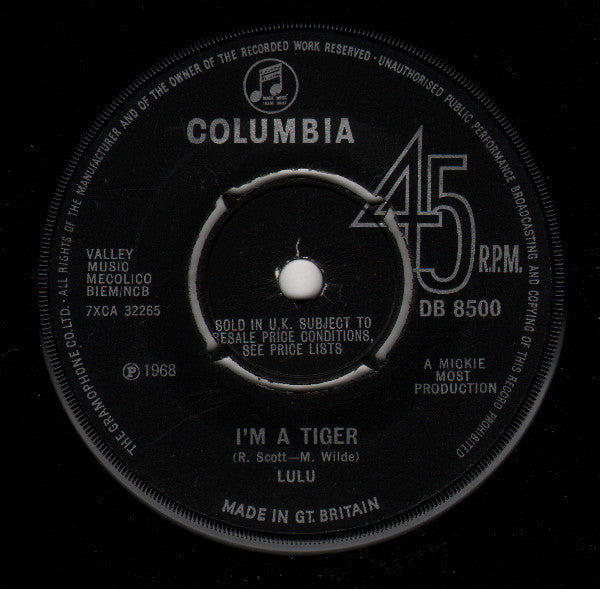 THE GRAMOPHONE CO. LTD. · ALL RIGHTS OF THE MANUFACTURER AND OF THE OWNER OF THE RECORDED WORK RESERVED · UNAUTHORISED PUBLIC PERFORMANCE BROADCASTING AND COPYING OF THIS RECORD PROHIBITED
COLUMBIA
45 R.P.M.
DB 8500
VALLEY
MUSIC
MECOLICO
BIEM/NCB
7XCA 32265
SOLD IN U.K. SUBJECT TO
RESALE PRICE CONDITIONS,
SEE PRICE LISTS
Ⓟ 1968
A MICKIE
MOST
PRODUCTION
I'M A TIGER
(R. Scott—M. Wilde)
LULU
MADE IN GT. BRITAIN